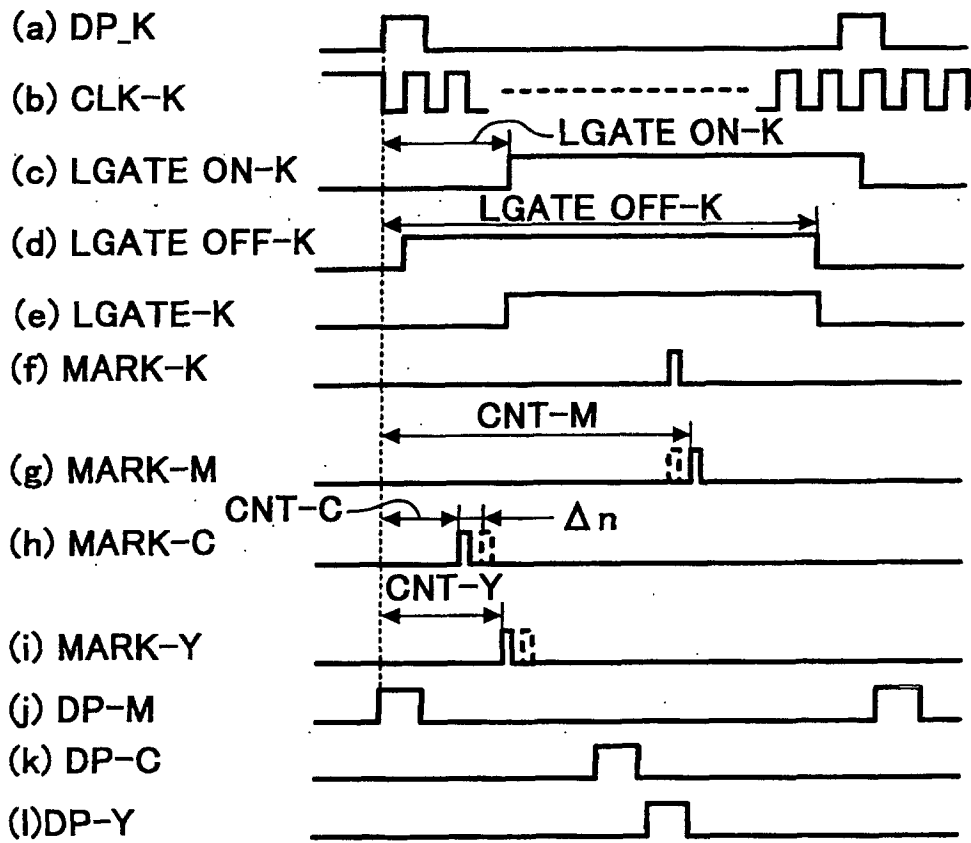 (a) DP_K
(b) CLK-K
LGATE ON-K
(c) LGATE ON-K
LGATE OFF-K
(d) LGATE OFF-K
(e) LGATE-K
(f) MARK-K
CNT-M
(g) MARK-M
CNT-C
Δn
(h) MARK-C
CNT-Y
(i) MARK-Y
(j) DP-M
(k) DP-C
(l)DP-Y